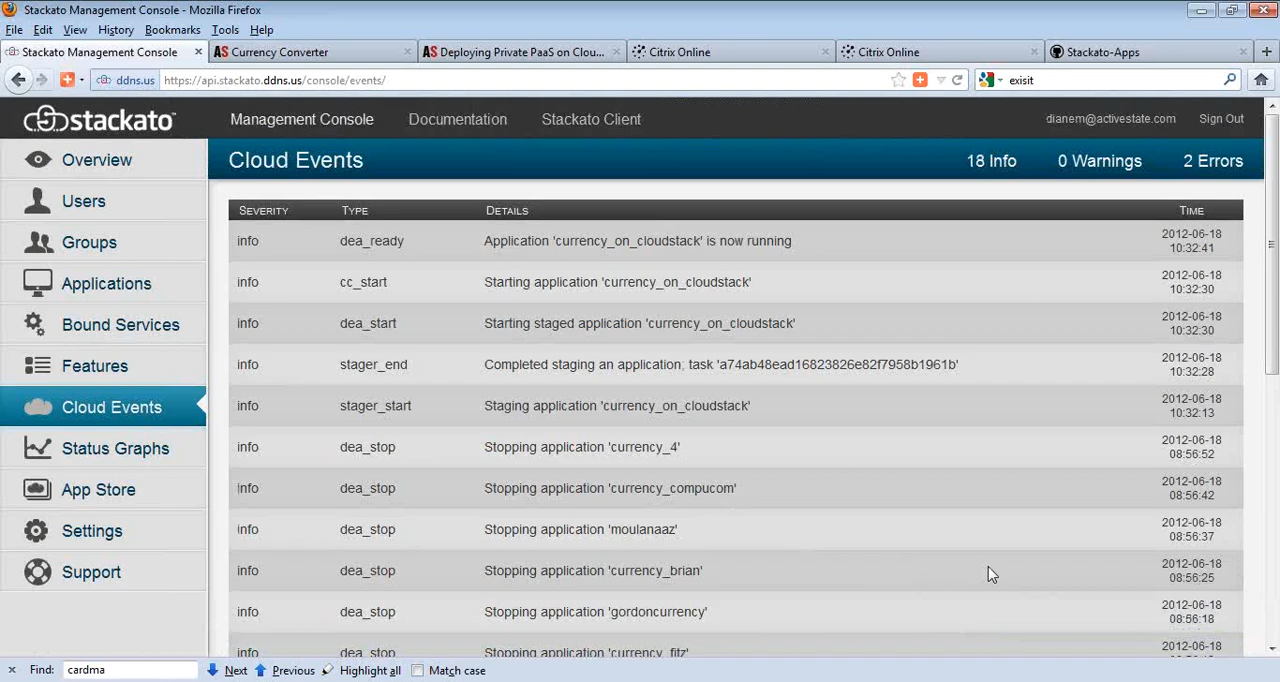 Stackato Management Console - Mozilla Firefox
File Edit View History Bookmarks Tools Help
Stackato Management Console × AS Currency Converter × AS Deploying Private PaaS on Clou... × Citrix Online × Citrix Online × Stackato-Apps × +
ddns.us https://api.stackato.ddns.us/console/events/ exisit
stackato Management Console Documentation Stackato Client dianem@activestate.com Sign Out
Overview
Users
Groups
Applications
Bound Services
Features
Cloud Events
Status Graphs
App Store
Settings
Support
Cloud Events 18 Info 0 Warnings 2 Errors
SEVERITY TYPE DETAILS TIME
info dea_ready Application 'currency_on_cloudstack' is now running 2012-06-18 10:32:41
info cc_start Starting application 'currency_on_cloudstack' 2012-06-18 10:32:30
info dea_start Starting staged application 'currency_on_cloudstack' 2012-06-18 10:32:30
info stager_end Completed staging an application; task 'a74ab48ead16823826e82f7958b1961b' 2012-06-18 10:32:28
info stager_start Staging application 'currency_on_cloudstack' 2012-06-18 10:32:13
info dea_stop Stopping application 'currency_4' 2012-06-18 08:56:52
info dea_stop Stopping application 'currency_compucom' 2012-06-18 08:56:42
info dea_stop Stopping application 'moulanaaz' 2012-06-18 08:56:37
info dea_stop Stopping application 'currency_brian' 2012-06-18 08:56:25
info dea_stop Stopping application 'gordoncurrency' 2012-06-18 08:56:18
info dea_stop Stopping application 'currency_fitz'
× Find: cardma Next Previous Highlight all Match case